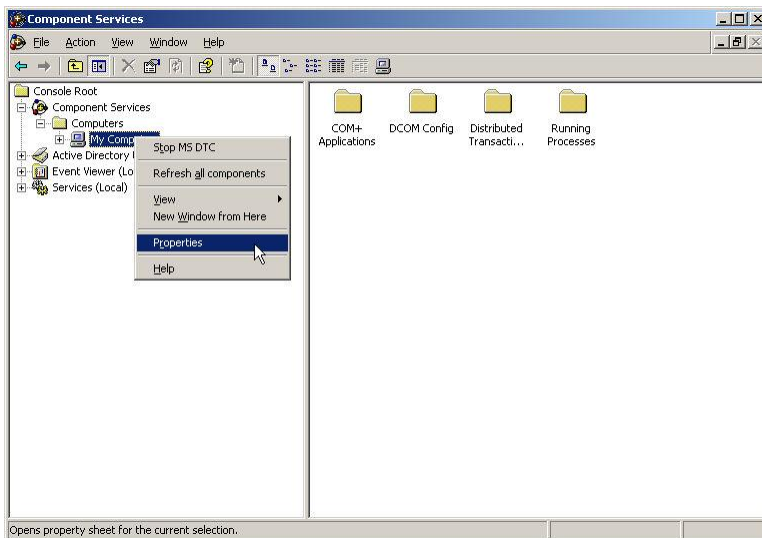 Component Services
File Action View Window Help
Console Root
Component Services
Computers
My Comp
Active Directory
Event Viewer (Lo
Services (Local)
Stop MS DTC
Refresh all components
View
New Window from Here
Properties
Help
COM+
Applications
DCOM Config
Distributed
Transacti...
Running
Processes
Opens property sheet for the current selection.